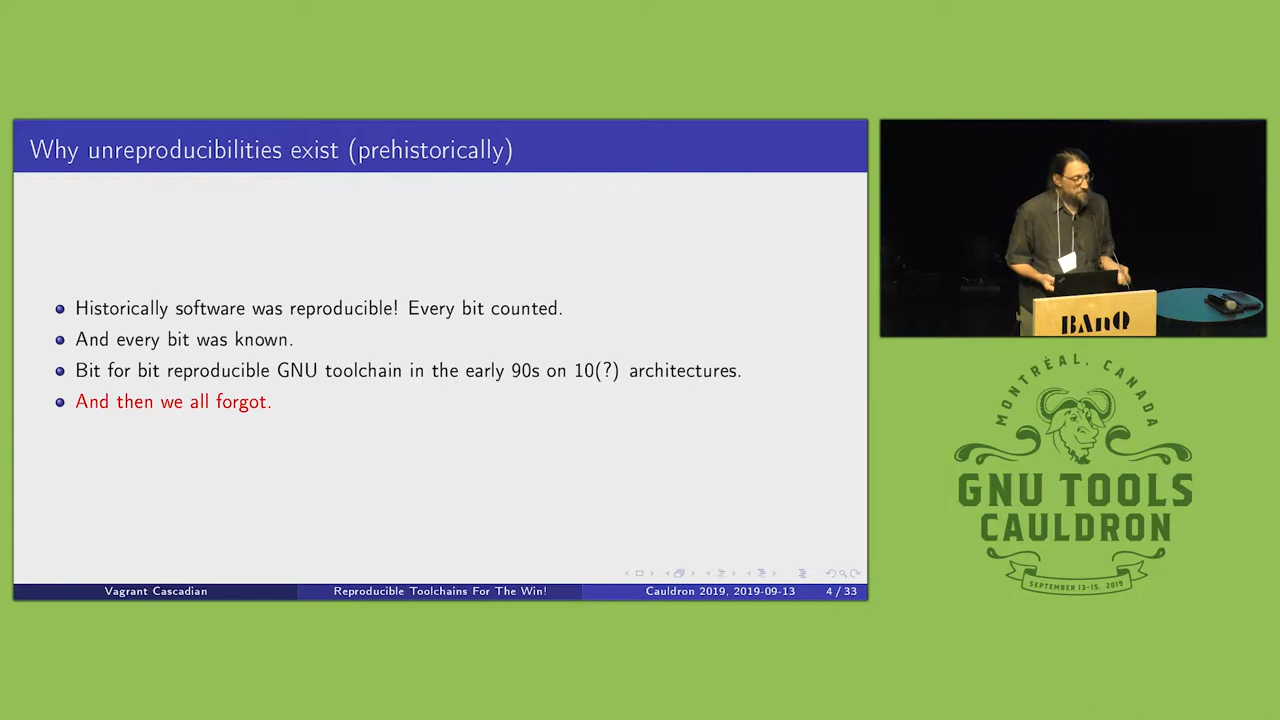 Why unreproducibilities exist (prehistorically)
Historically software was reproducible! Every bit counted.
And every bit was known.
Bit for bit reproducible GNU toolchain in the early 90s on 10(?) architectures.
And then we all forgot.
Vagrant Cascadian
Reproducible Toolchains For The Win!
Cauldron 2019, 2019-09-13
4 / 33
BAnQ
MONTRÉAL, CANADA
GNU TOOLS
CAULDRON
SEPTEMBER 13-15, 2019